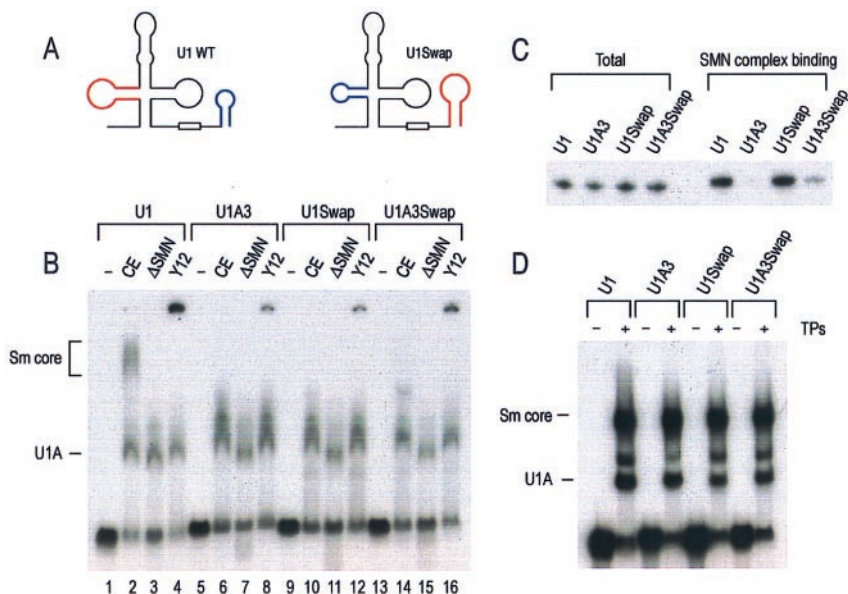 A
U1 WT
U1Swap
C
Total
SMN complex binding
U1 U1A3 U1Swap U1A3Swap U1 U1A3 U1Swap U1A3Swap
B
U1 U1A3 U1Swap U1A3Swap
– CE ΔSMN Y12 – CE ΔSMN Y12 – CE ΔSMN Y12 – CE ΔSMN Y12
Sm core
U1A
1 2 3 4 5 6 7 8 9 10 11 12 13 14 15 16
D
U1 U1A3 U1Swap U1A3Swap
– + – + – + – + TPs
Sm core
U1A